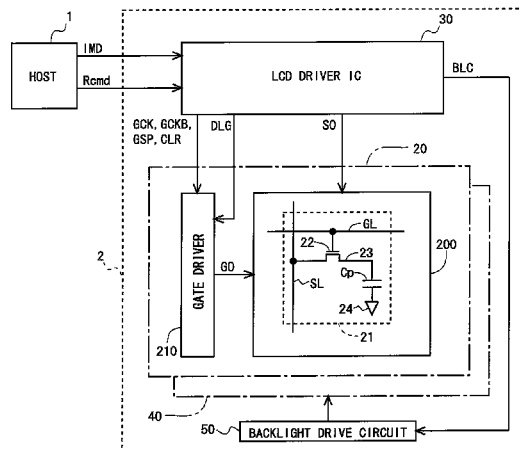 1
30
IMD
HOST
Rcmd
LCD DRIVER IC
BLC
GCK, GCKB,
GSP, CLR
DLG
SO
20
GATE DRIVER
GL
22
23
200
GD
Cp
SL
24
2
210
21
40
50
BACKLIGHT DRIVE CIRCUIT